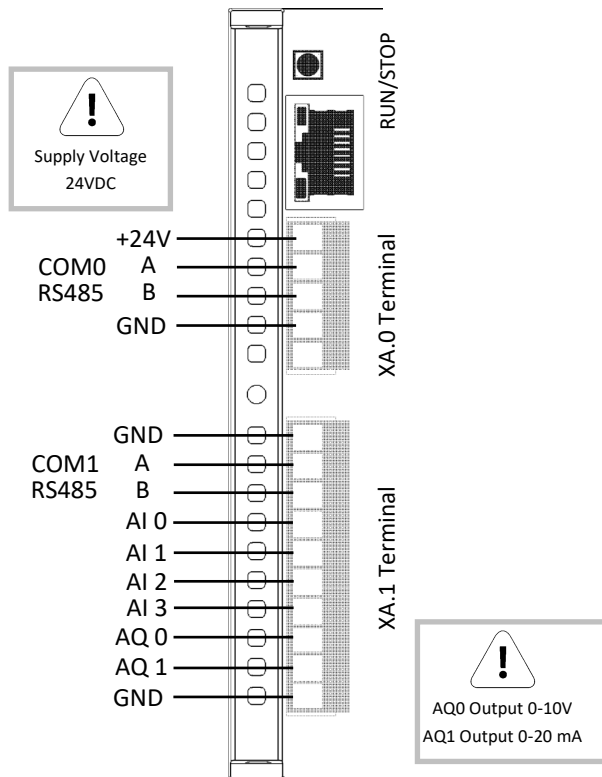 RUN/STOP
!
Supply Voltage
24VDC
+24V
COM0 A
RS485 B
GND
XA.0 Terminal
GND
COM1 A
RS485 B
AI 0
AI 1
AI 2
AI 3
AQ 0
AQ 1
GND
XA.1 Terminal
!
AQ0 Output 0-10V
AQ1 Output 0-20 mA